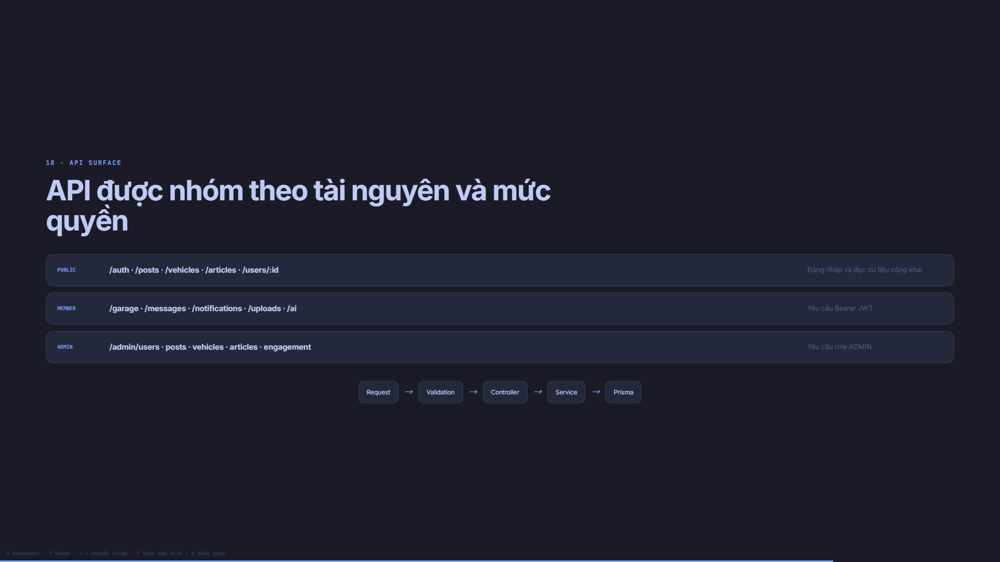 18 · API SURFACE
API được nhóm theo tài nguyên và mức
quyền
PUBLIC /auth · /posts · /vehicles · /articles · /users/:id Đăng nhập và đọc dữ liệu công khai
MEMBER /garage · /messages · /notifications · /uploads · /ai Yêu cầu Bearer JWT
ADMIN /admin/users · posts · vehicles · articles · engagement Yêu cầu role ADMIN
Request → Validation → Controller → Service → Prisma
S presenter · T theme · ← → chuyển slide · F toàn màn hình · O tổng quan